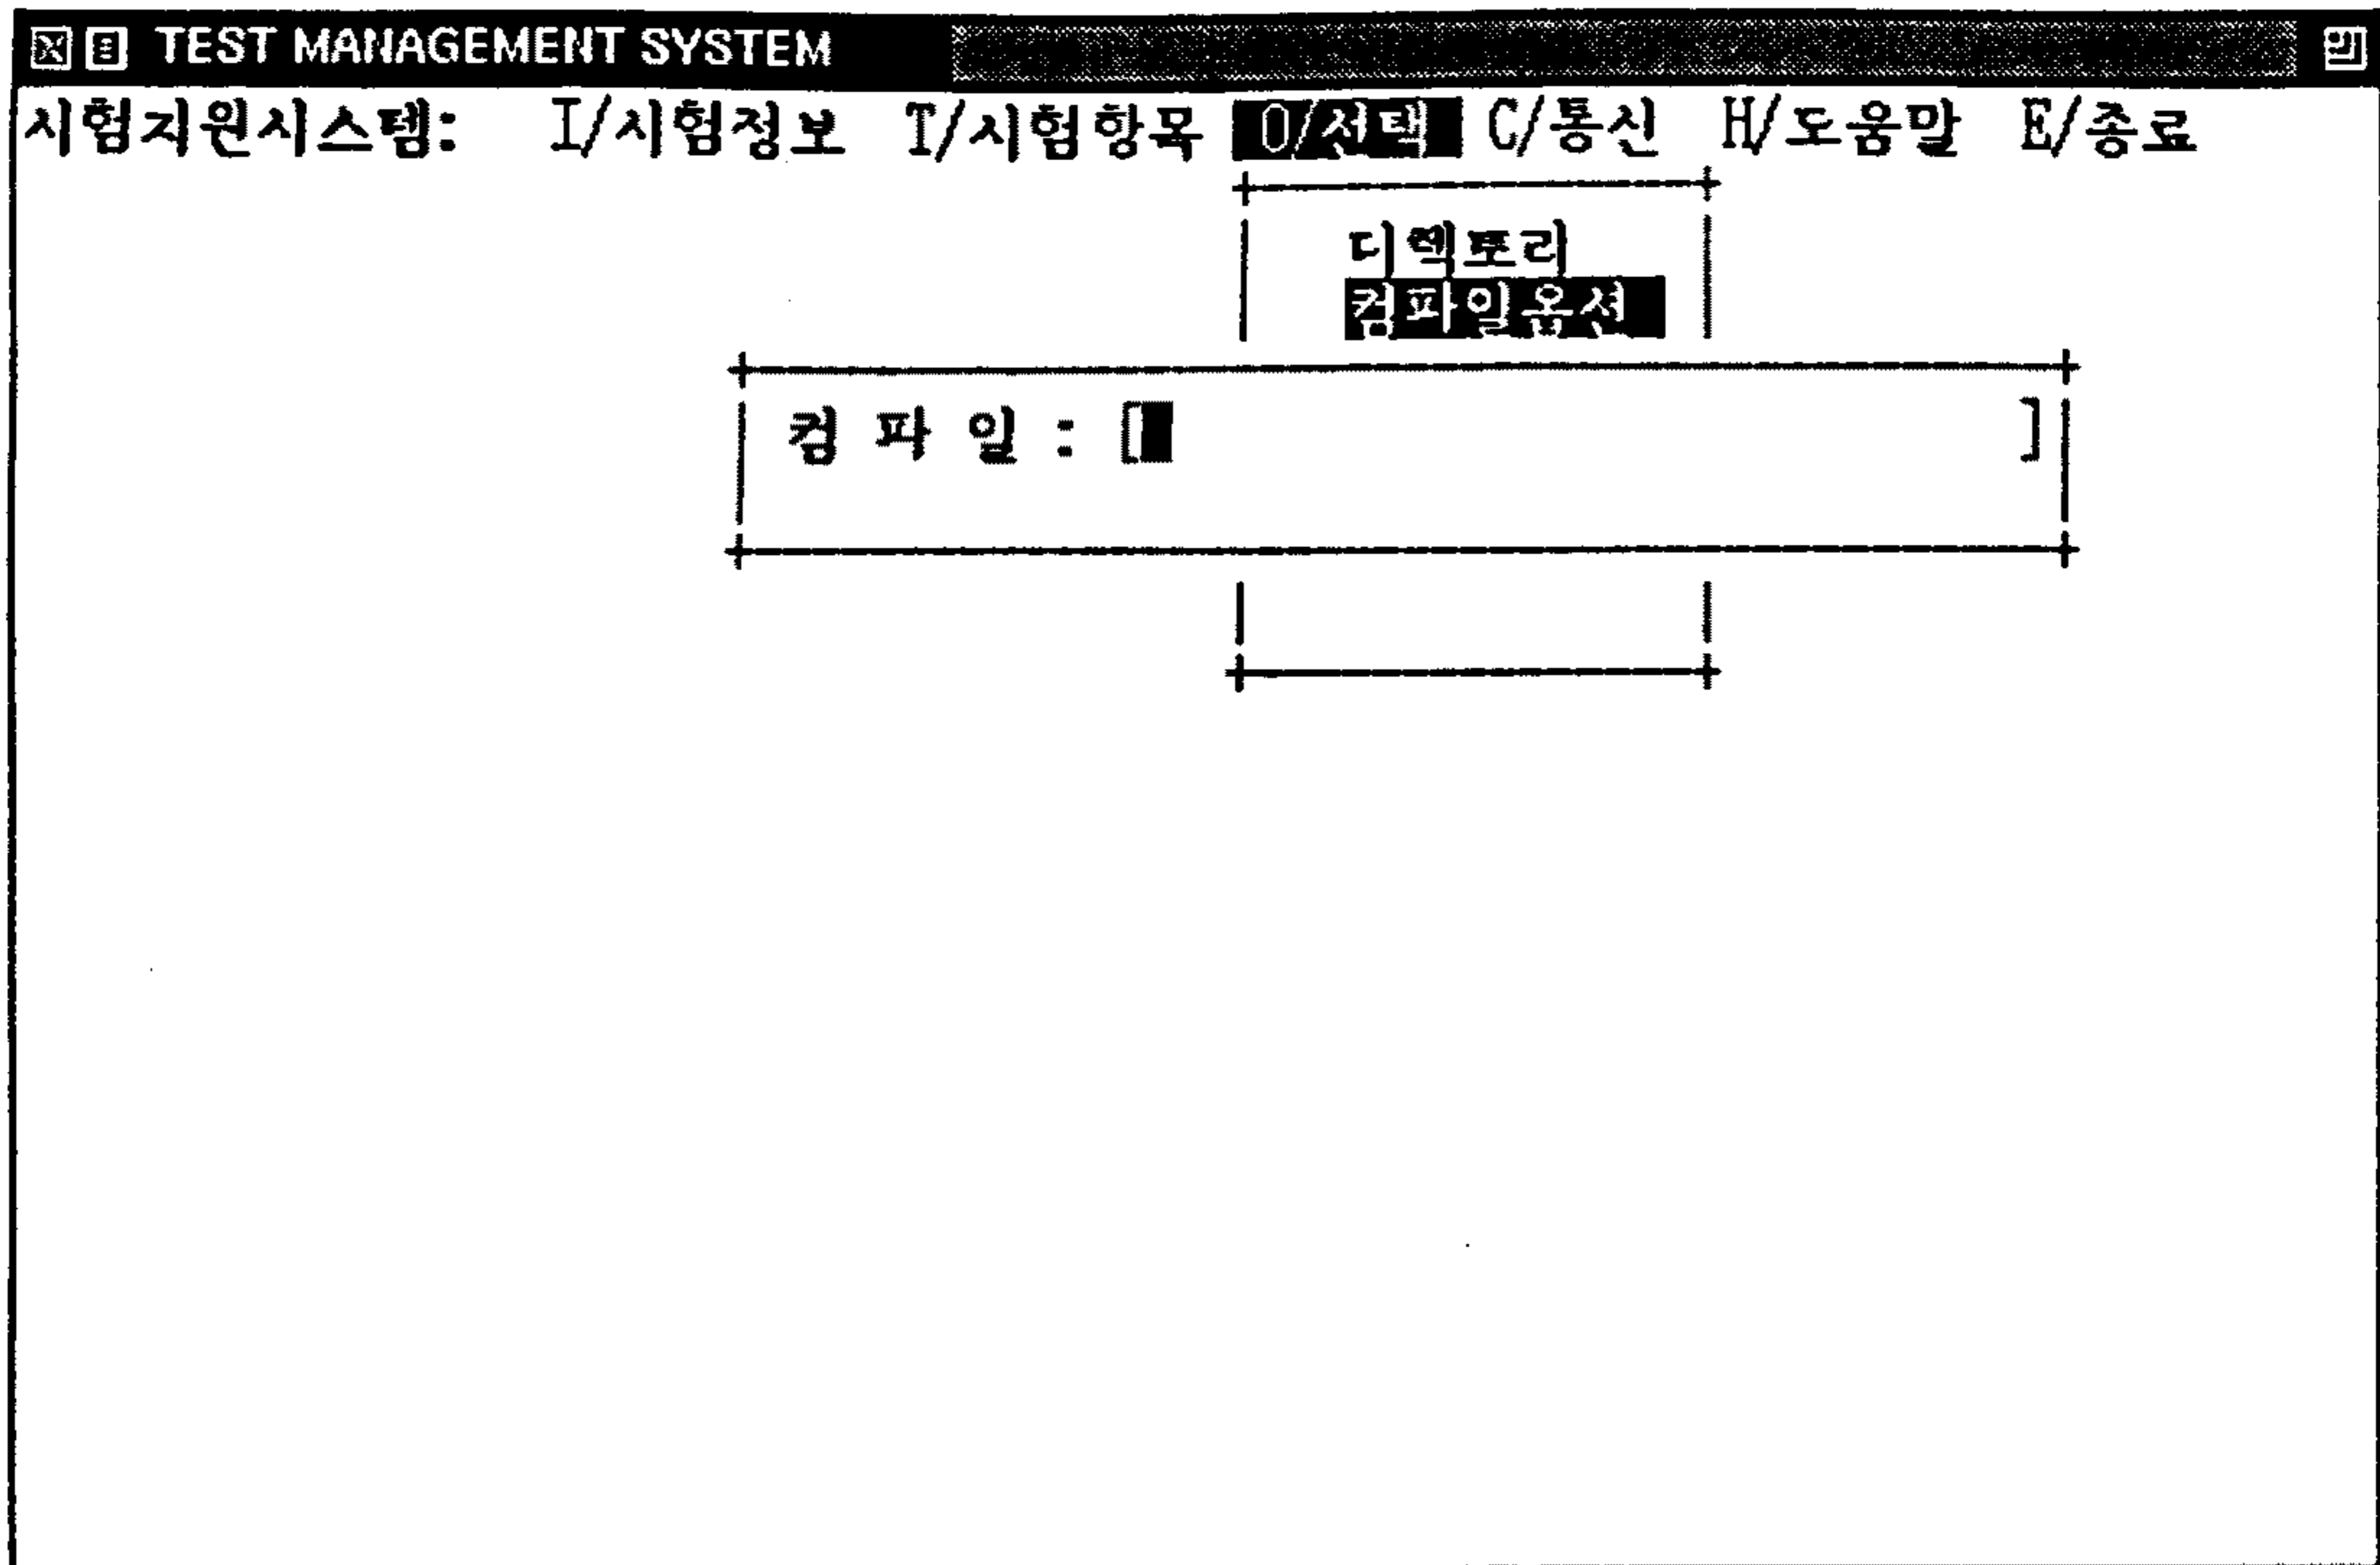 TEST MANAGEMENT SYSTEM
시험지원시스템: I/시험정보 T/시험항목 O/선택 C/통신 H/도움말 E/종료
디렉토리
컴파일옵션
컴 파 일 : [ ]